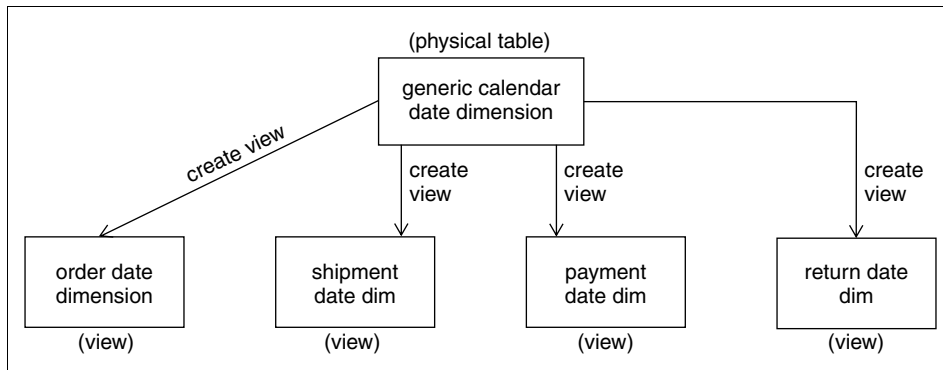 (physical table)
generic calendar
date dimension
create view
create
view
create
view
create
view
order date
dimension
(view)
shipment
date dim
(view)
payment
date dim
(view)
return date
dim
(view)